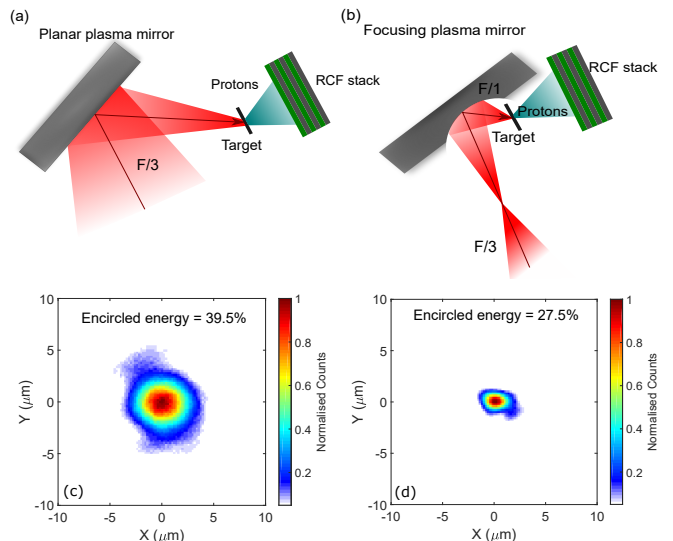 (a)
Planar plasma mirror
Protons
RCF stack
Target
F/3
(b)
Focusing plasma mirror
F/1
RCF stack
Protons
Target
F/3
Encircled energy = 39.5%
10
5
0
-5
-10
Y (μm)
-10
-5
0
5
10
X (μm)
(c)
1
0.8
0.6
0.4
0.2
Normalised Counts
Encircled energy = 27.5%
10
5
0
-5
-10
Y (μm)
-10
-5
0
5
10
X (μm)
(d)
1
0.8
0.6
0.4
0.2
Normalised Counts